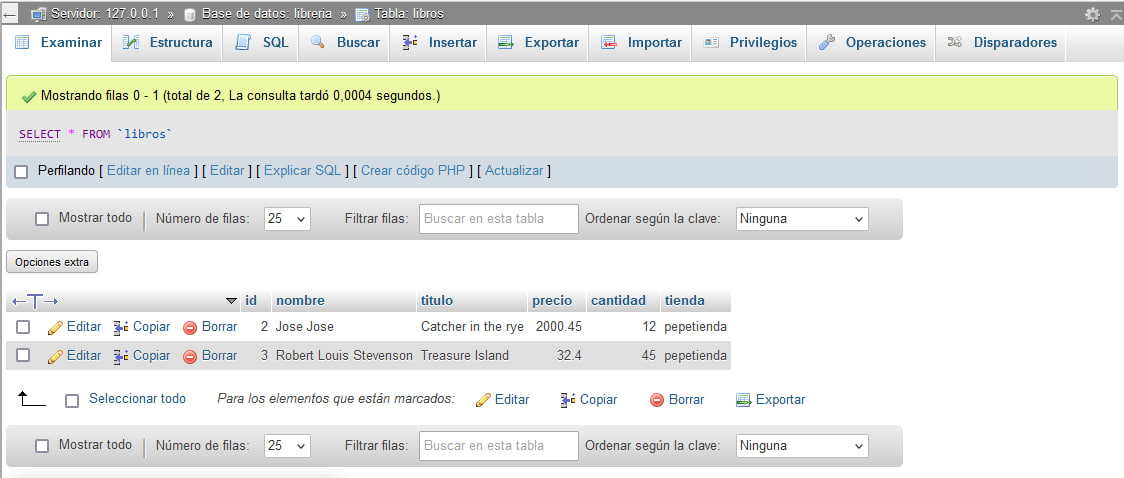 Servidor: 127.0.0.1 » Base de datos: libreria » Tabla: libros
Examinar Estructura SQL Buscar Insertar Exportar Importar Privilegios Operaciones Disparadores
Mostrando filas 0 - 1 (total de 2, La consulta tardó 0,0004 segundos.)
SELECT * FROM `libros`
Perfilando [ Editar en línea ] [ Editar ] [ Explicar SQL ] [ Crear código PHP ] [ Actualizar ]
Mostrar todo | Número de filas: 25 Filtrar filas: Buscar en esta tabla Ordenar según la clave: Ninguna
Opciones extra
←T→ id nombre titulo precio cantidad tienda
Editar Copiar Borrar 2 Jose Jose Catcher in the rye 2000.45 12 pepetienda
Editar Copiar Borrar 3 Robert Louis Stevenson Treasure Island 32.4 45 pepetienda
Seleccionar todo Para los elementos que están marcados: Editar Copiar Borrar Exportar
Mostrar todo | Número de filas: 25 Filtrar filas: Buscar en esta tabla Ordenar según la clave: Ninguna